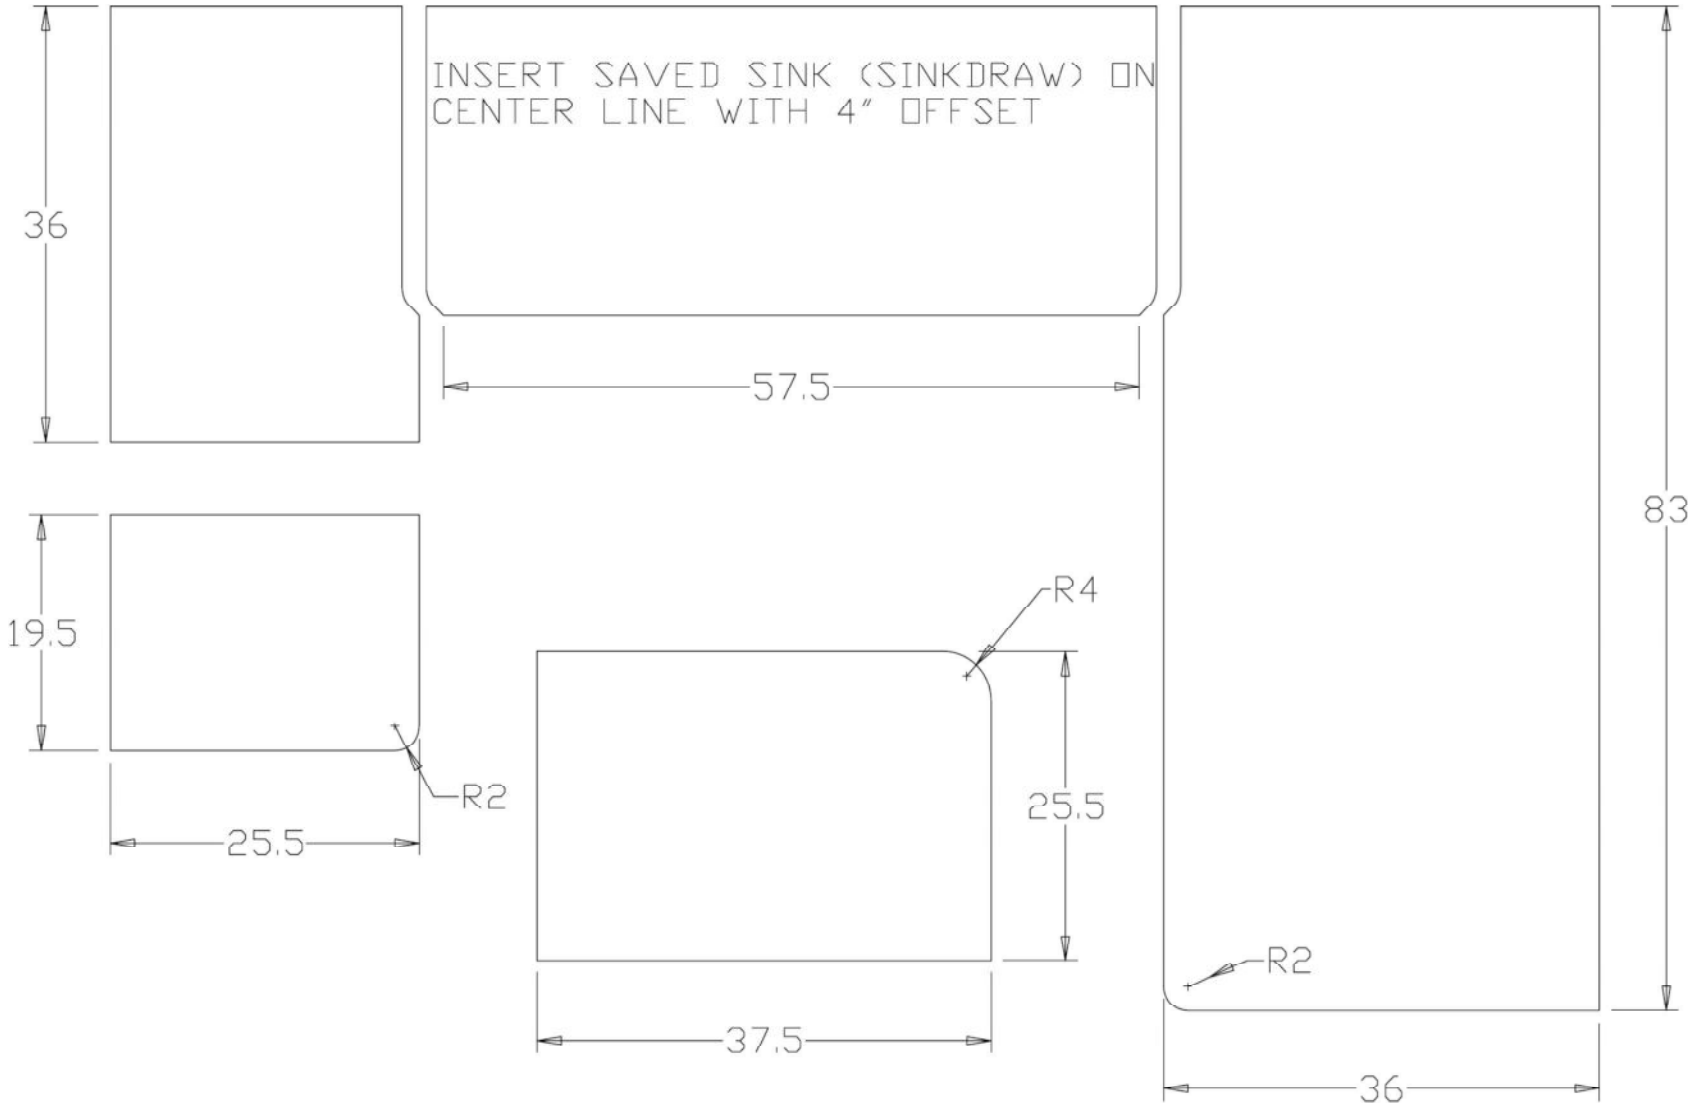 INSERT SAVED SINK (SINKDRAW) ON
CENTER LINE WITH 4" OFFSET
36
57.5
83
19.5
R4
R2
25.5
25.5
R2
37.5
36